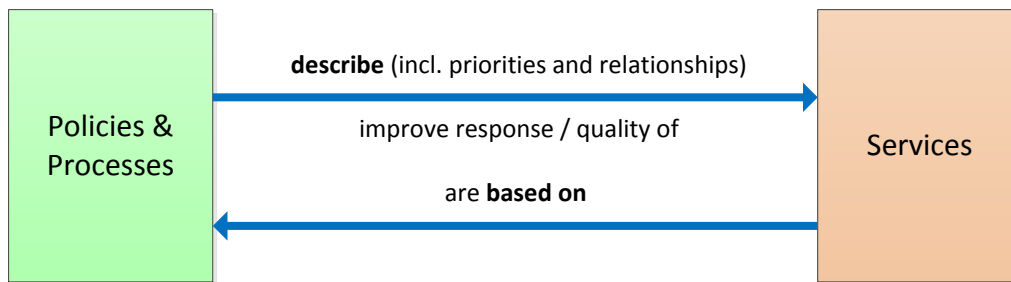 Policies &
Processes
describe (incl. priorities and relationships)
improve response / quality of
are based on
Services